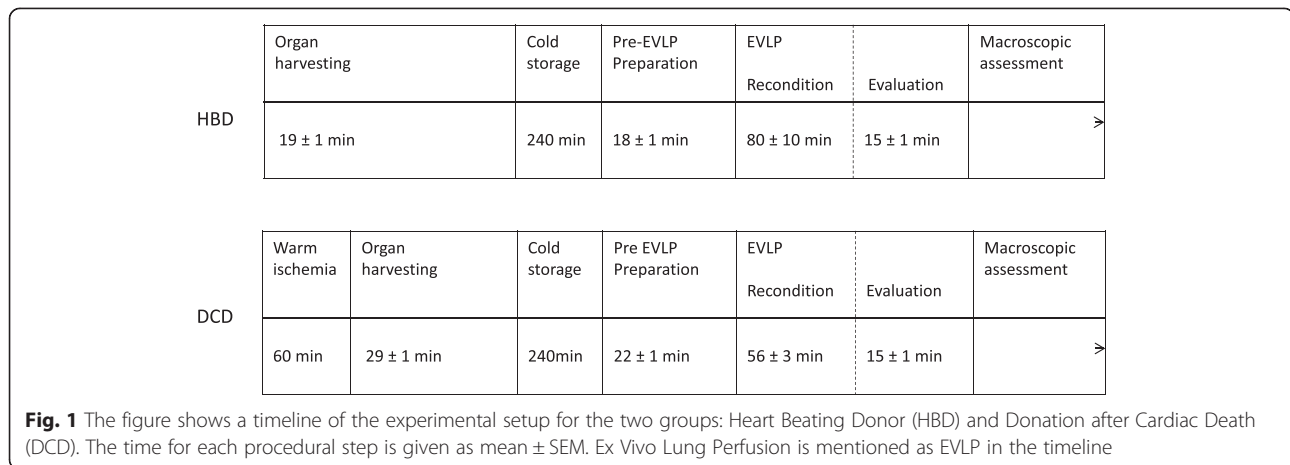 Organ harvesting
Cold storage
Pre-EVLP Preparation
EVLP
Recondition
Evaluation
Macroscopic assessment
HBD
19 ± 1 min
240 min
18 ± 1 min
80 ± 10 min
15 ± 1 min
Warm ischemia
Organ harvesting
Cold storage
Pre EVLP Preparation
EVLP
Recondition
Evaluation
Macroscopic assessment
DCD
60 min
29 ± 1 min
240min
22 ± 1 min
56 ± 3 min
15 ± 1 min
Fig. 1 The figure shows a timeline of the experimental setup for the two groups: Heart Beating Donor (HBD) and Donation after Cardiac Death
(DCD). The time for each procedural step is given as mean ± SEM. Ex Vivo Lung Perfusion is mentioned as EVLP in the timeline